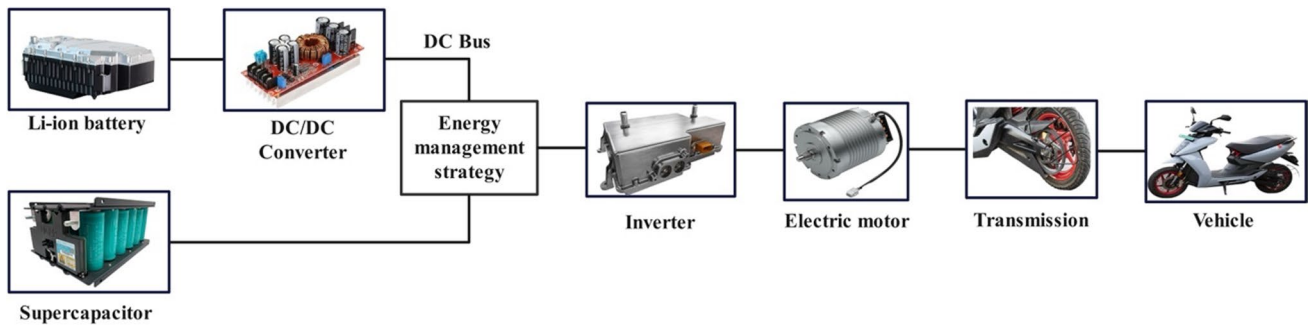 Li-ion battery
DC/DC
Converter
DC Bus
Energy
management
strategy
Inverter
Electric motor
Transmission
Vehicle
Supercapacitor